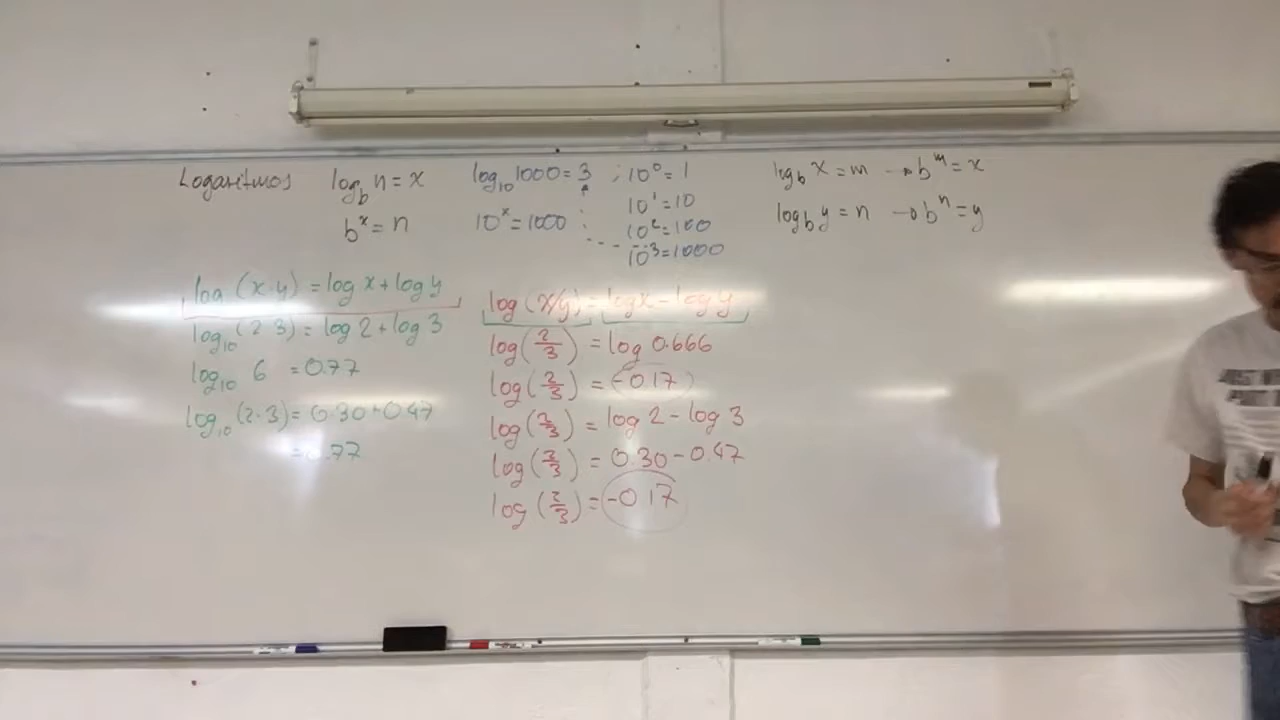 Logaritmos log_b n = x
b^x = n
log_10 1000 = 3 ; 10^0 = 1
10^1 = 10
10^x = 1000 10^2 = 100
10^3 = 1000
log_b x = m → b^m = x
log_b y = n → b^n = y
log (x·y) = log x + log y
log_10 (2·3) = log 2 + log 3
log_10 6 = 0.77
log_10 (2·3) = 0.30 + 0.47
= 0.77
log (x/y) = log x - log y
log (2/3) = log 0.666
log (2/3) = -0.17
log (2/3) = log 2 - log 3
log (2/3) = 0.30 - 0.47
log (2/3) = -0.17